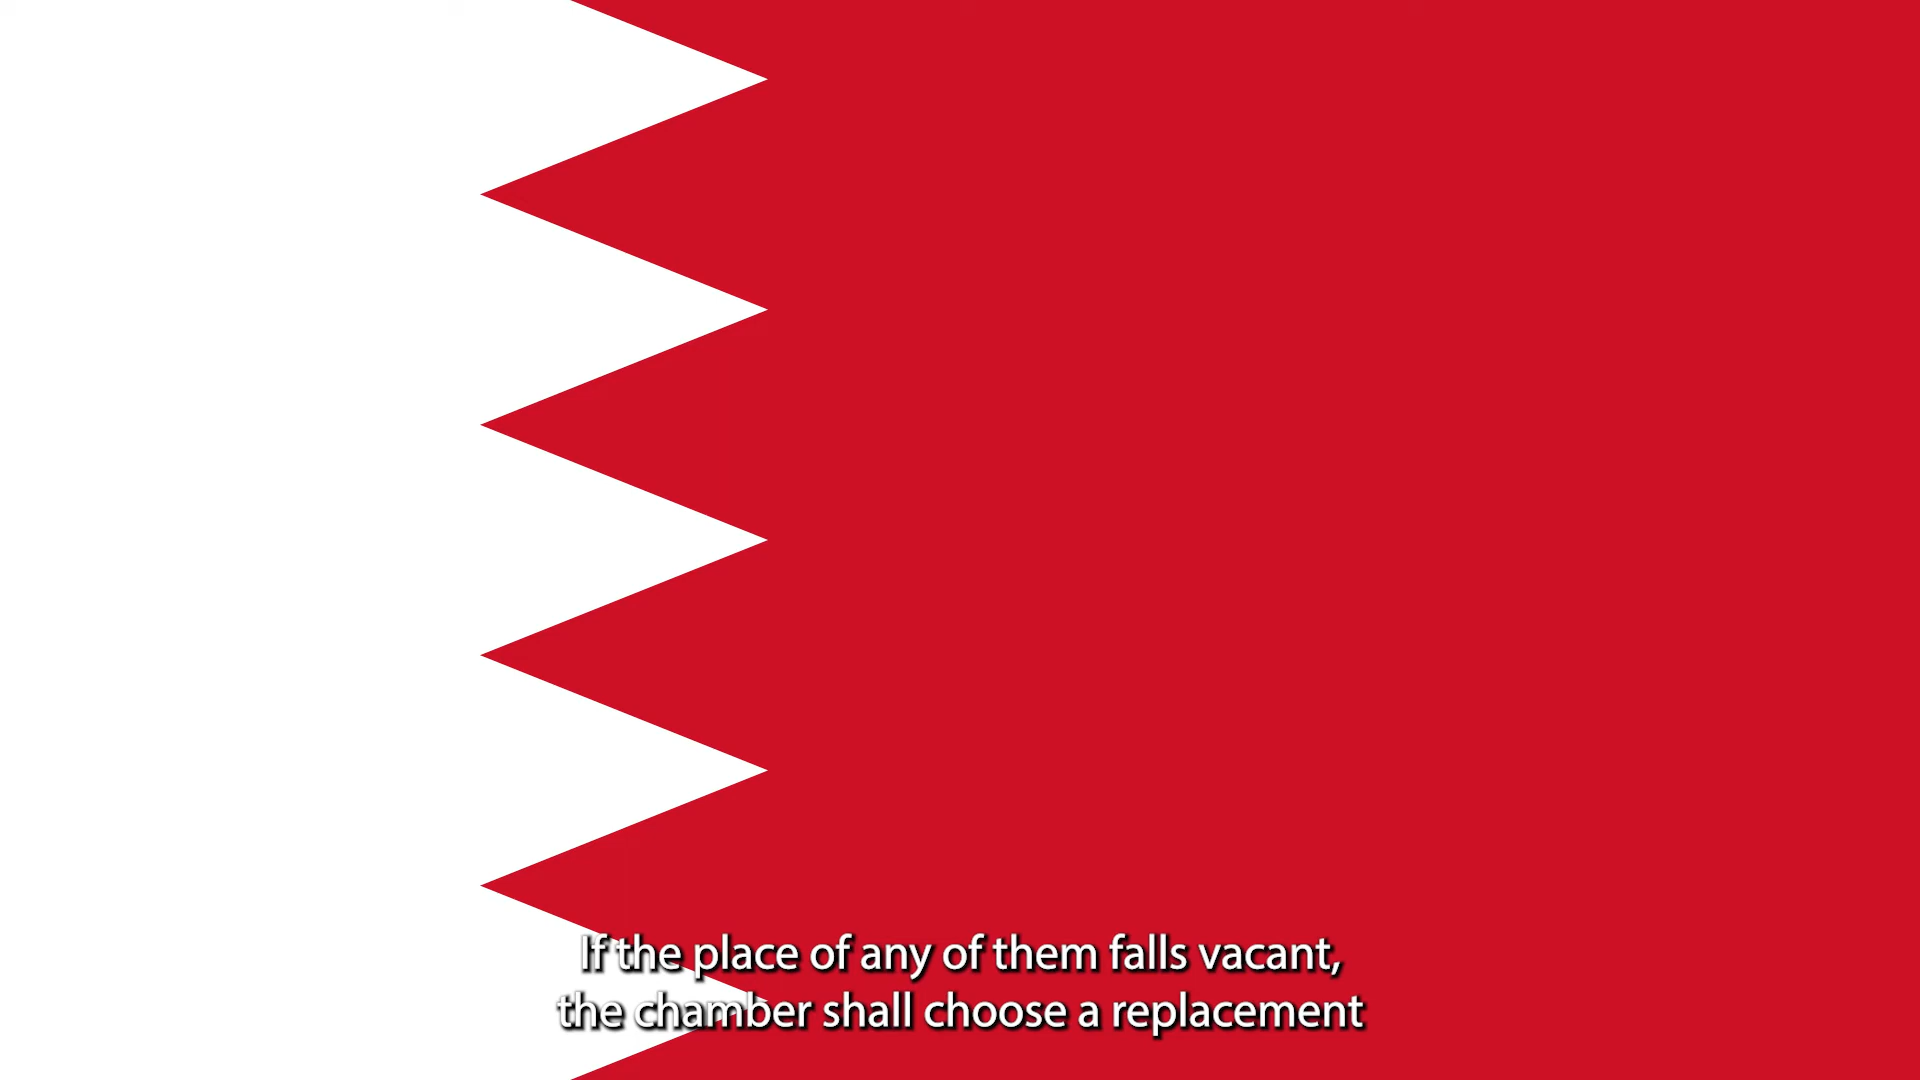 If the place of any of them falls vacant,
the chamber shall choose a replacement